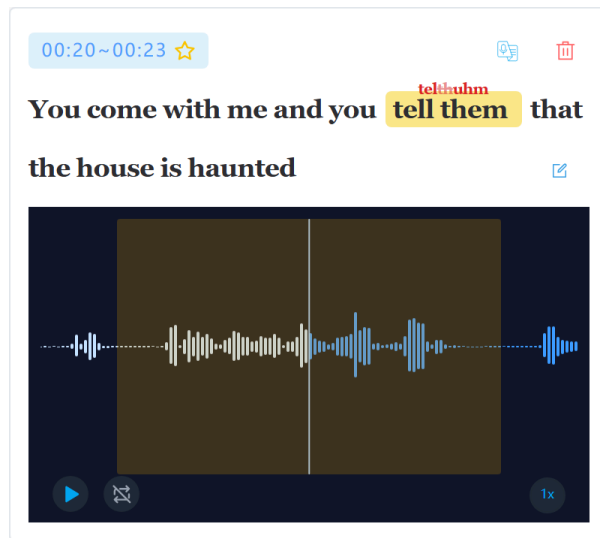 00:20~00:23
telthuhm
You come with me and you tell them that
the house is haunted
1x